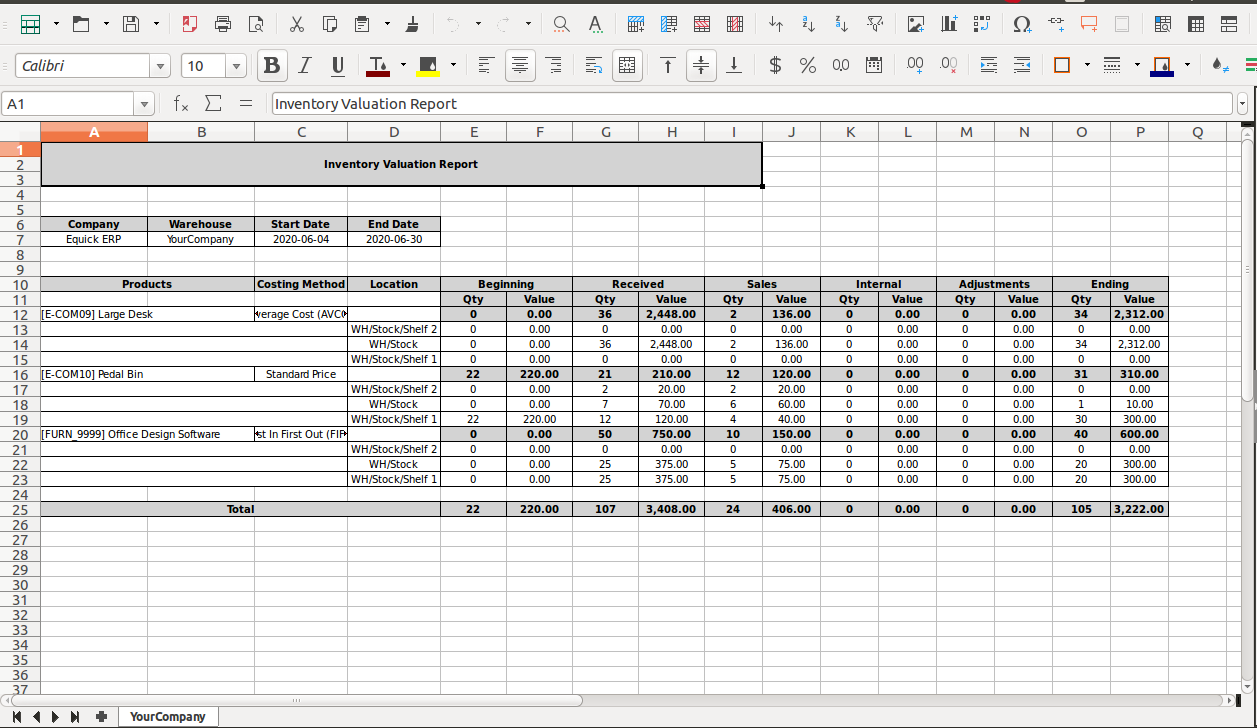 Calibri 10 B I U $ % 0.0 .00 .00
A1 fx Σ = Inventory Valuation Report
A B C D E F G H I J K L M N O P Q
1
2 Inventory Valuation Report
3
4
5
6 Company Warehouse Start Date End Date
7 Equick ERP YourCompany 2020-06-04 2020-06-30
8
9
10 Products Costing Method Location Beginning Received Sales Internal Adjustments Ending
11 Qty Value Qty Value Qty Value Qty Value Qty Value Qty Value
12 [E-COM09] Large Desk verage Cost (AVCO 0 0.00 36 2,448.00 2 136.00 0 0.00 0 0.00 34 2,312.00
13 WH/Stock/Shelf 2 0 0.00 0 0.00 0 0.00 0 0.00 0 0.00 0 0.00
14 WH/Stock 0 0.00 36 2,448.00 2 136.00 0 0.00 0 0.00 34 2,312.00
15 WH/Stock/Shelf 1 0 0.00 0 0.00 0 0.00 0 0.00 0 0.00 0 0.00
16 [E-COM10] Pedal Bin Standard Price 22 220.00 21 210.00 12 120.00 0 0.00 0 0.00 31 310.00
17 WH/Stock/Shelf 2 0 0.00 2 20.00 2 20.00 0 0.00 0 0.00 0 0.00
18 WH/Stock 0 0.00 7 70.00 6 60.00 0 0.00 0 0.00 1 10.00
19 WH/Stock/Shelf 1 22 220.00 12 120.00 4 40.00 0 0.00 0 0.00 30 300.00
20 [FURN_9999] Office Design Software st In First Out (FIF 0 0.00 50 750.00 10 150.00 0 0.00 0 0.00 40 600.00
21 WH/Stock/Shelf 2 0 0.00 0 0.00 0 0.00 0 0.00 0 0.00 0 0.00
22 WH/Stock 0 0.00 25 375.00 5 75.00 0 0.00 0 0.00 20 300.00
23 WH/Stock/Shelf 1 0 0.00 25 375.00 5 75.00 0 0.00 0 0.00 20 300.00
24
25 Total 22 220.00 107 3,408.00 24 406.00 0 0.00 0 0.00 105 3,222.00
26
27
28
29
30
31
32
33
34
35
36
37
YourCompany